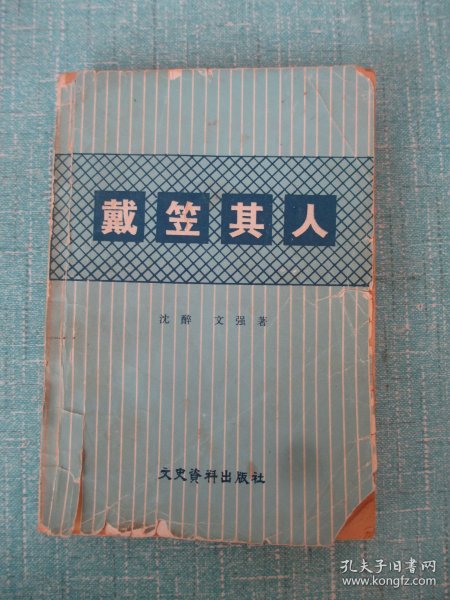 戴笠其人
沈醉 文强著
文史资料出版社
孔夫子旧书网
www.kongfz.com